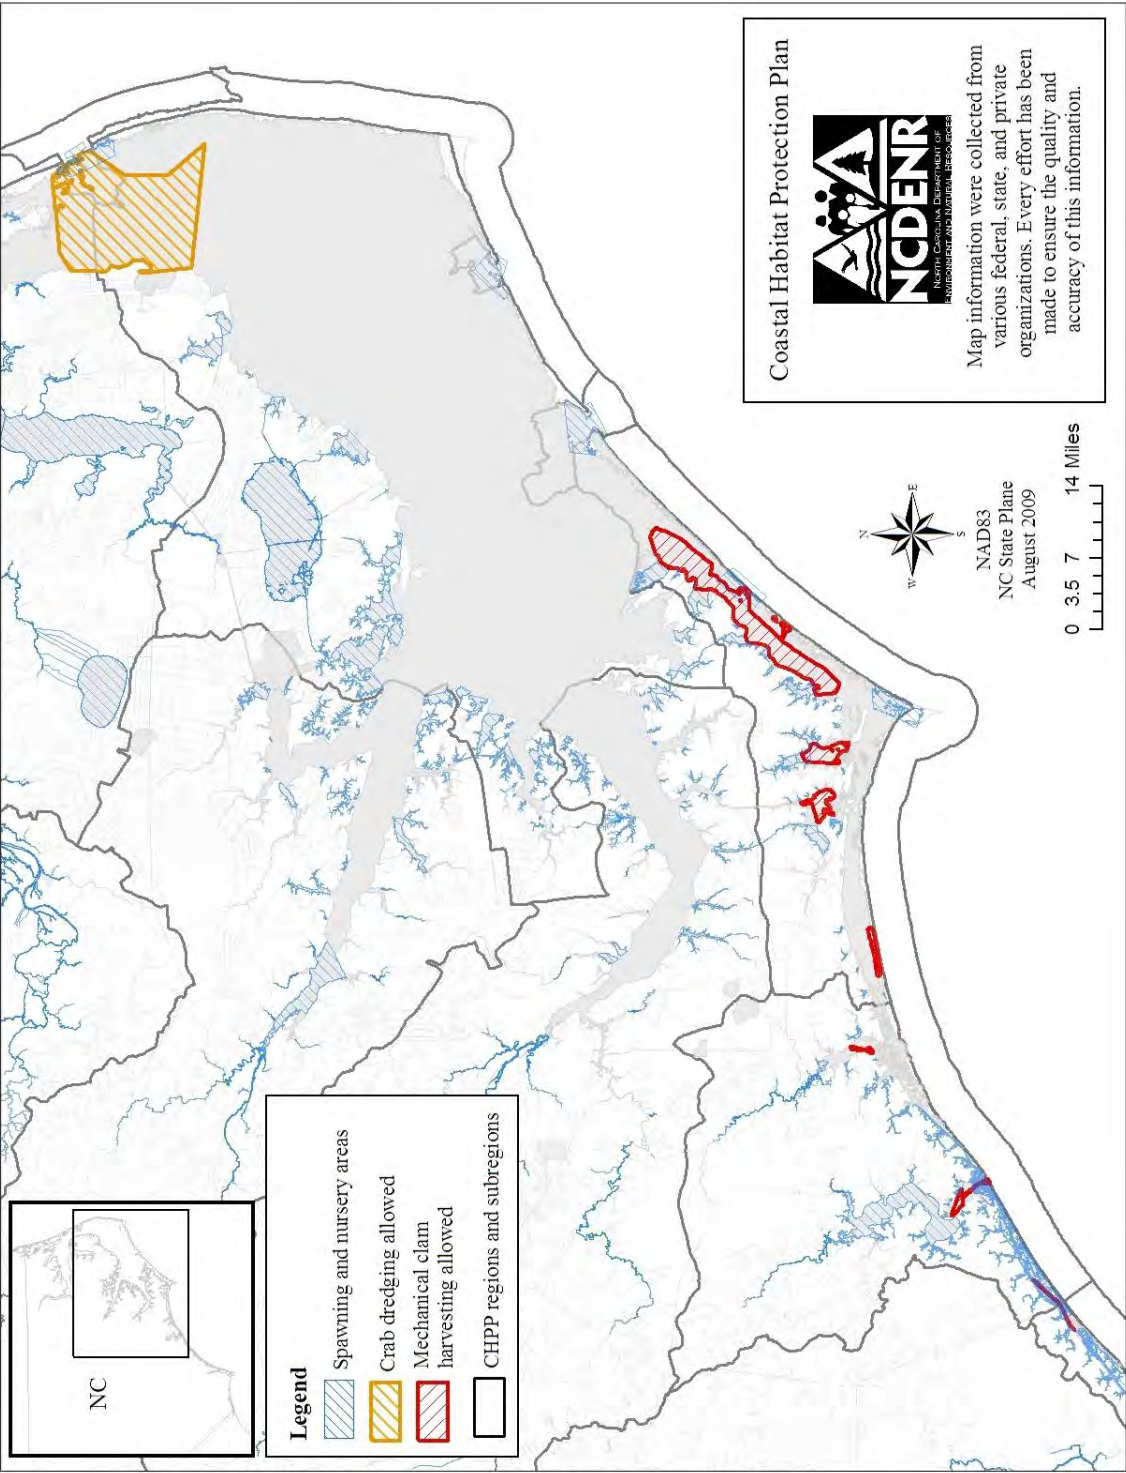 NC
Legend
Spawning and nursery areas
Crab dredging allowed
Mechanical clam
harvesting allowed
CHPP regions and subregions
N
W
E
S
NAD83
NC State Plane
August 2009
0 3.5 7 14 Miles
Coastal Habitat Protection Plan
NCDENR
NORTH CAROLINA DEPARTMENT OF
ENVIRONMENT AND NATURAL RESOURCES
Map information were collected from
various federal, state, and private
organizations. Every effort has been
made to ensure the quality and
accuracy of this information.